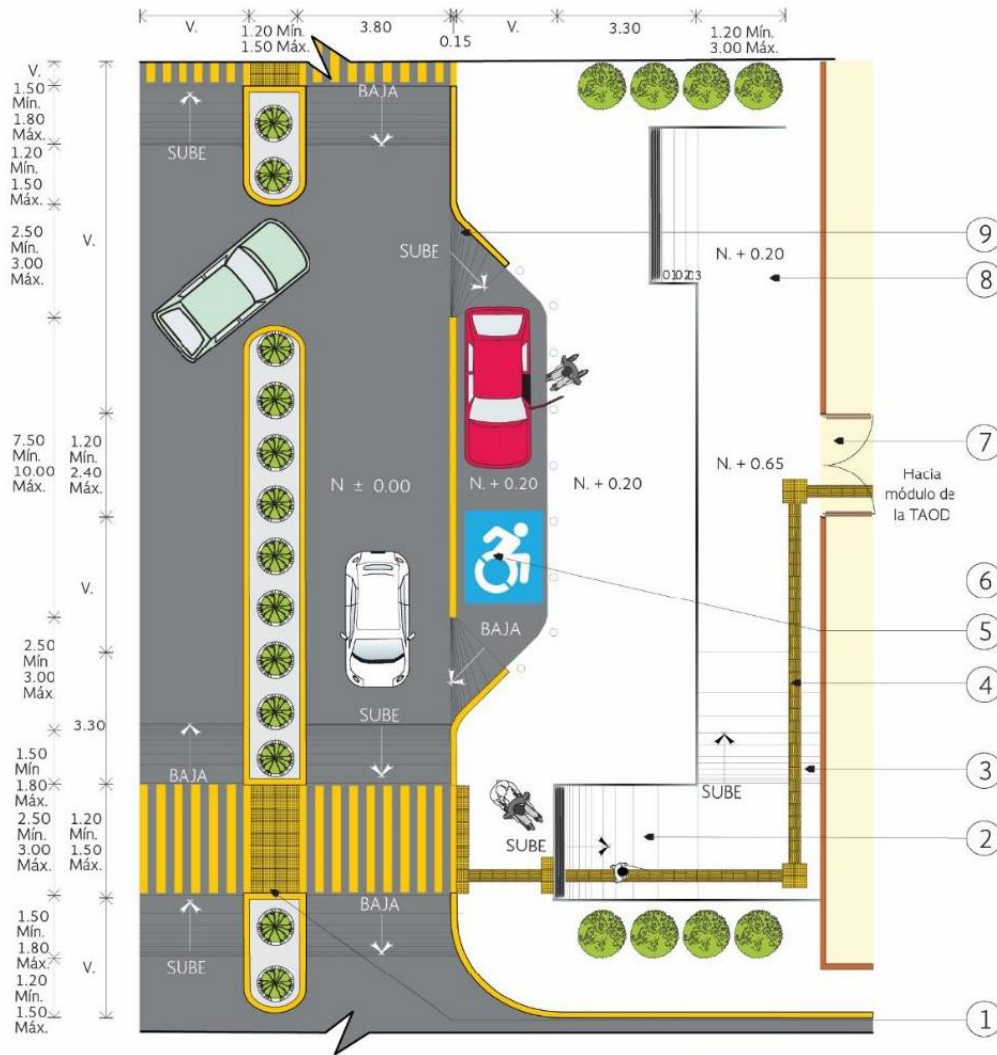 V.
1.20 Mín.
1.50 Máx.
3.80
0.15
V.
3.30
1.20 Mín.
3.00 Máx.
V.
1.50
Mín.
1.80
Máx.
1.20
Mín.
1.50
Máx.
2.50
Mín.
3.00
Máx.
7.50
Mín.
10.00
Máx.
2.50
Mín
3.00
Máx.
1.50
Mín
1.80
Máx.
2.50
Mín.
3.00
Máx.
1.50
Mín.
1.80
Máx.
1.20
Mín.
1.50
Máx.
V.
1.20
Mín.
2.40
Máx.
V.
3.30
1.20
Mín.
1.50
Máx.
V.
BAJA
SUBE
SUBE
N ± 0.00
N. + 0.20
N. + 0.20
N. + 0.20
N. + 0.65
Hacia
módulo de
la TAOD
BAJA
SUBE
BAJA
SUBE
SUBE
BAJA
SUBE
9
8
7
6
5
4
3
2
1